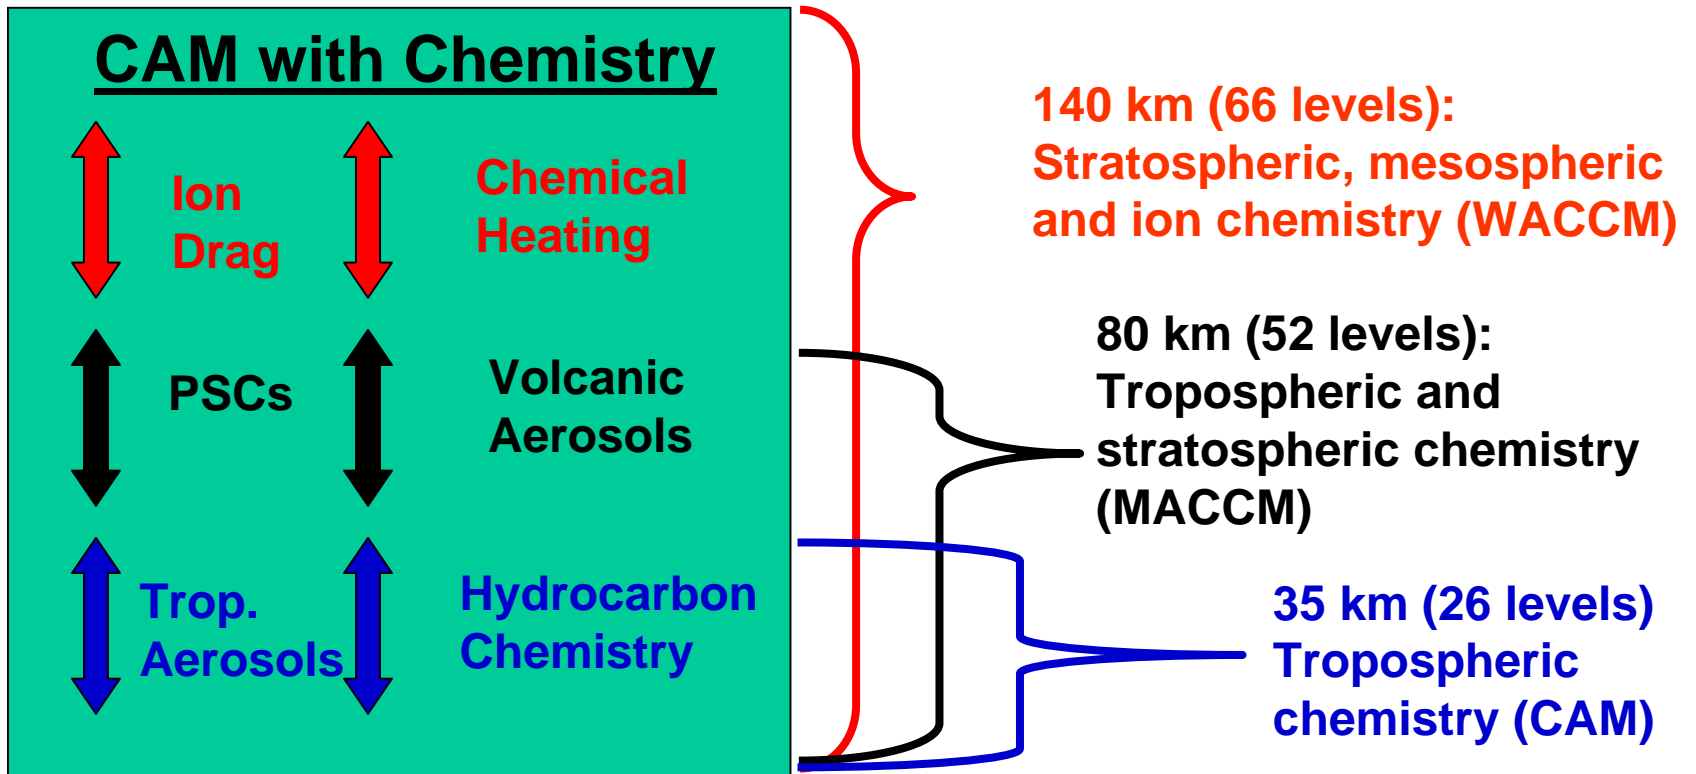 CAM with Chemistry
Ion
Drag
Chemical
Heating
PSCs
Volcanic
Aerosols
Trop.
Aerosols
Hydrocarbon
Chemistry
140 km (66 levels):
Stratospheric, mesospheric
and ion chemistry (WACCM)
80 km (52 levels):
Tropospheric and
stratospheric chemistry
(MACCM)
35 km (26 levels)
Tropospheric
chemistry (CAM)